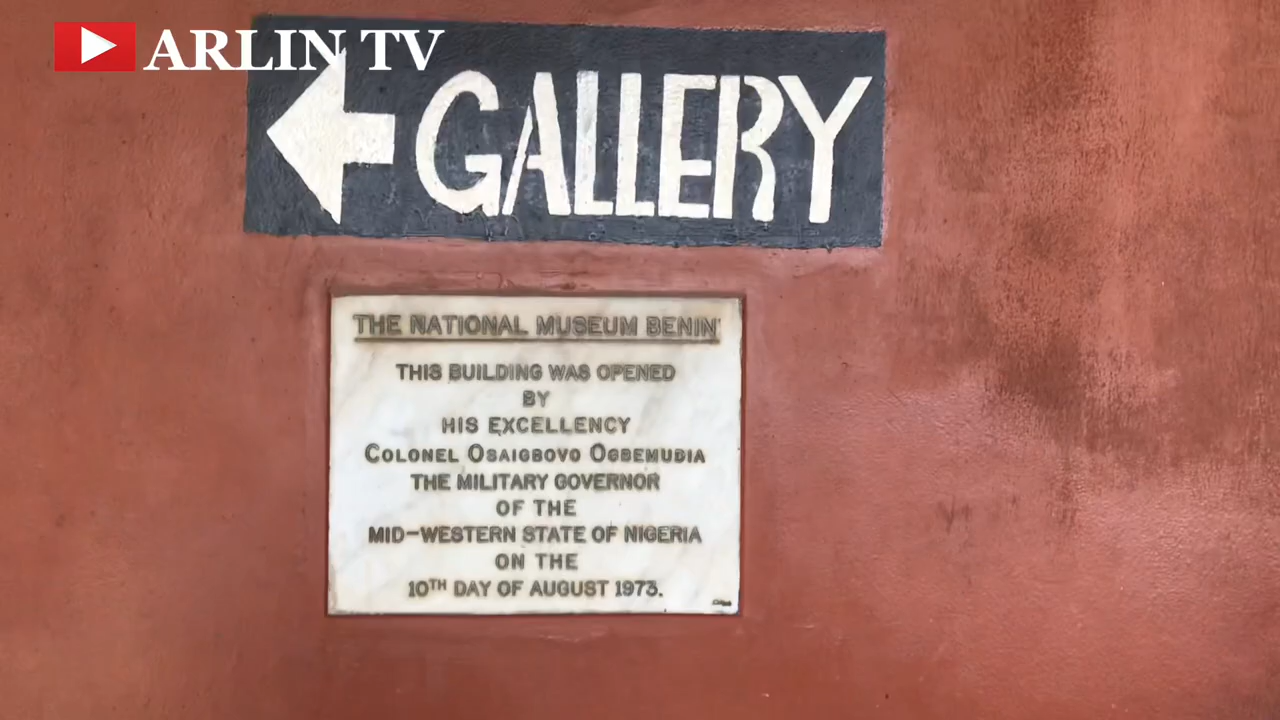 ARLIN TV
GALLERY
THE NATIONAL MUSEUM BENIN
THIS BUILDING WAS OPENED
BY
HIS EXCELLENCY
COLONEL OSAIGBOVO OGBEMUDIA
THE MILITARY GOVERNOR
OF THE
MID-WESTERN STATE OF NIGERIA
ON THE
10TH DAY OF AUGUST 1973.